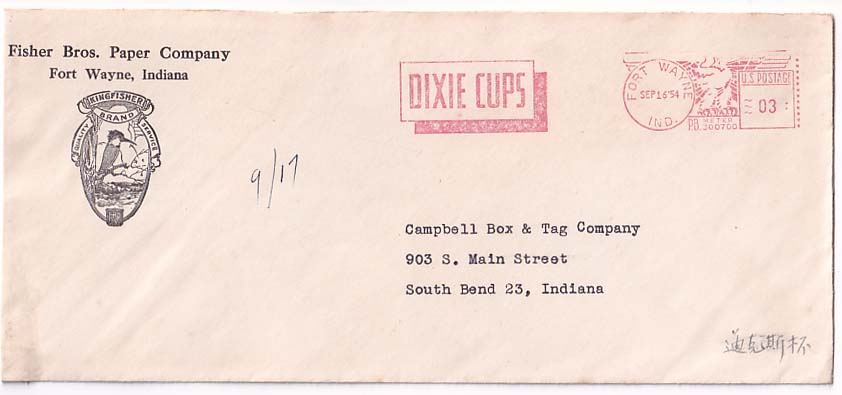 Fisher Bros. Paper Company
Fort Wayne, Indiana
KINGFISHER
BRAND
QUALITY SERVICE
DIXIE CUPS
FORT WAYNE
SEP 16 '54
IND.
U.S. POSTAGE
03
P.B. METER
300700
9/17
Campbell Box & Tag Company
903 S. Main Street
South Bend 23, Indiana
迪克斯杯